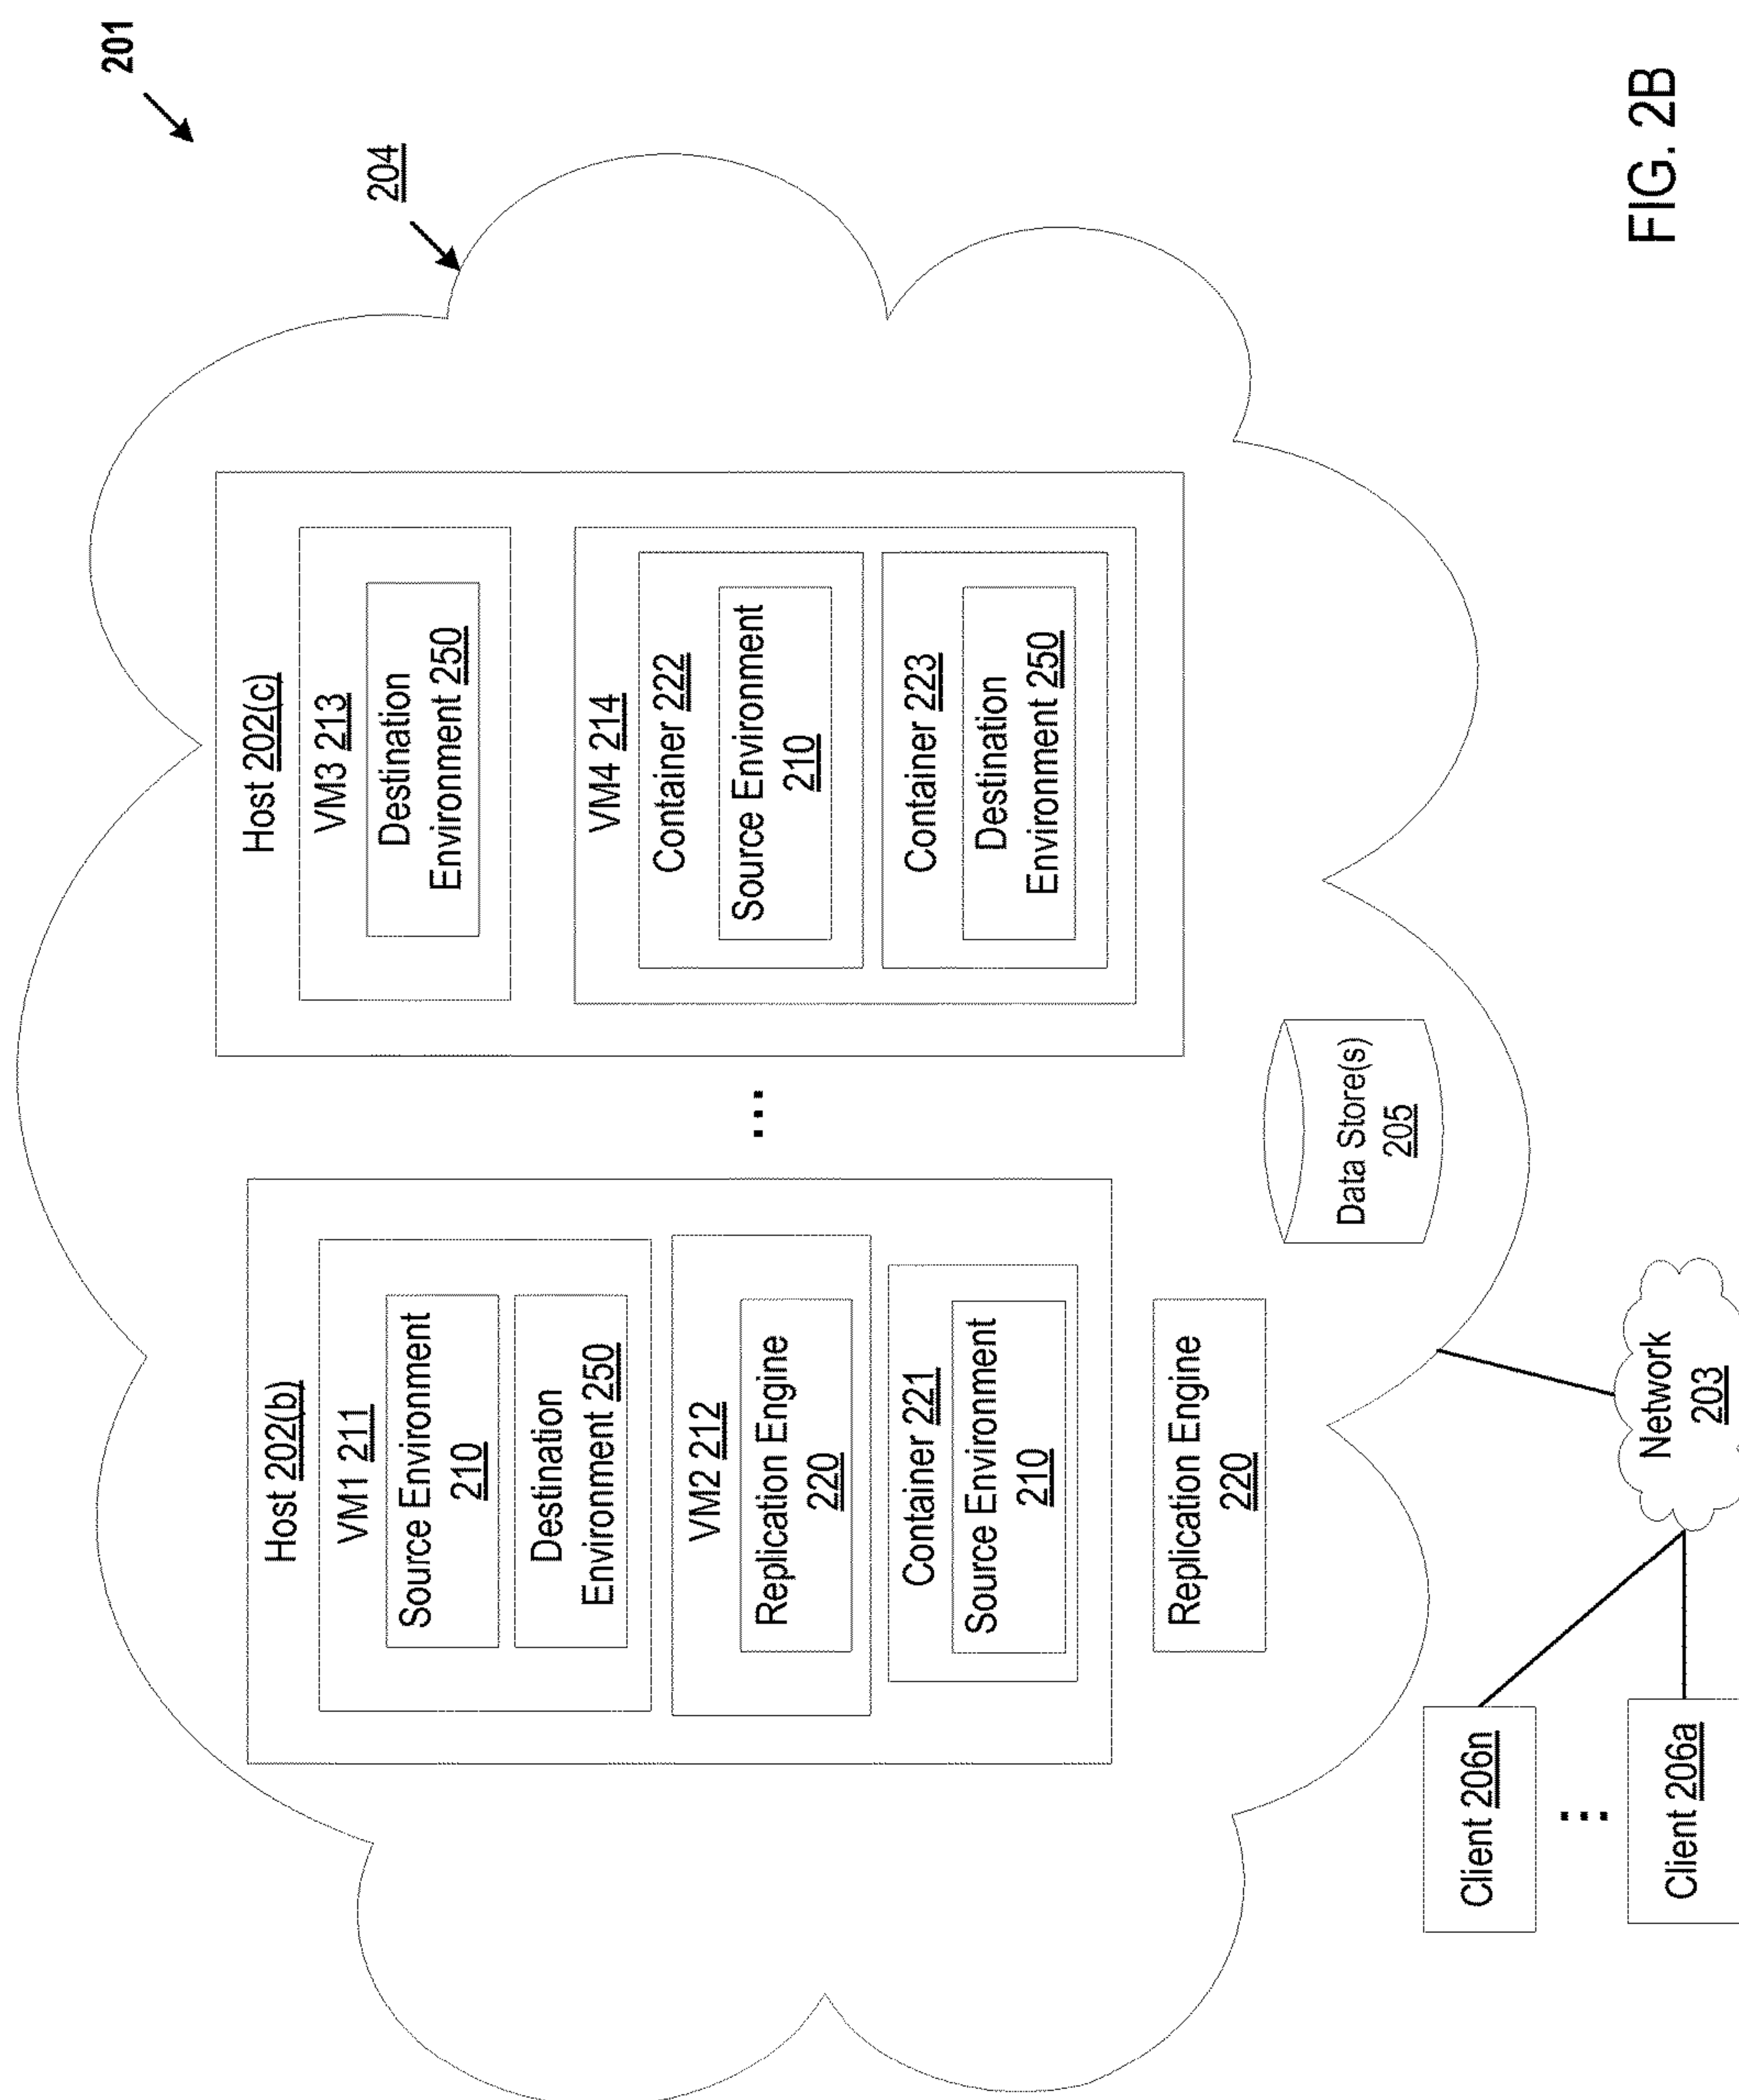 201
204
Host 202(b)
VM1 211
Source Environment
210
Destination
Environment 250
VM2 212
Replication Engine
220
Container 221
Source Environment
210
Replication Engine
220
...
Host 202(c)
VM3 213
Destination
Environment 250
VM4 214
Container 222
Source Environment
210
Container 223
Destination
Environment 250
Data Store(s)
205
Network
203
Client 206n
...
Client 206a
FIG. 2B